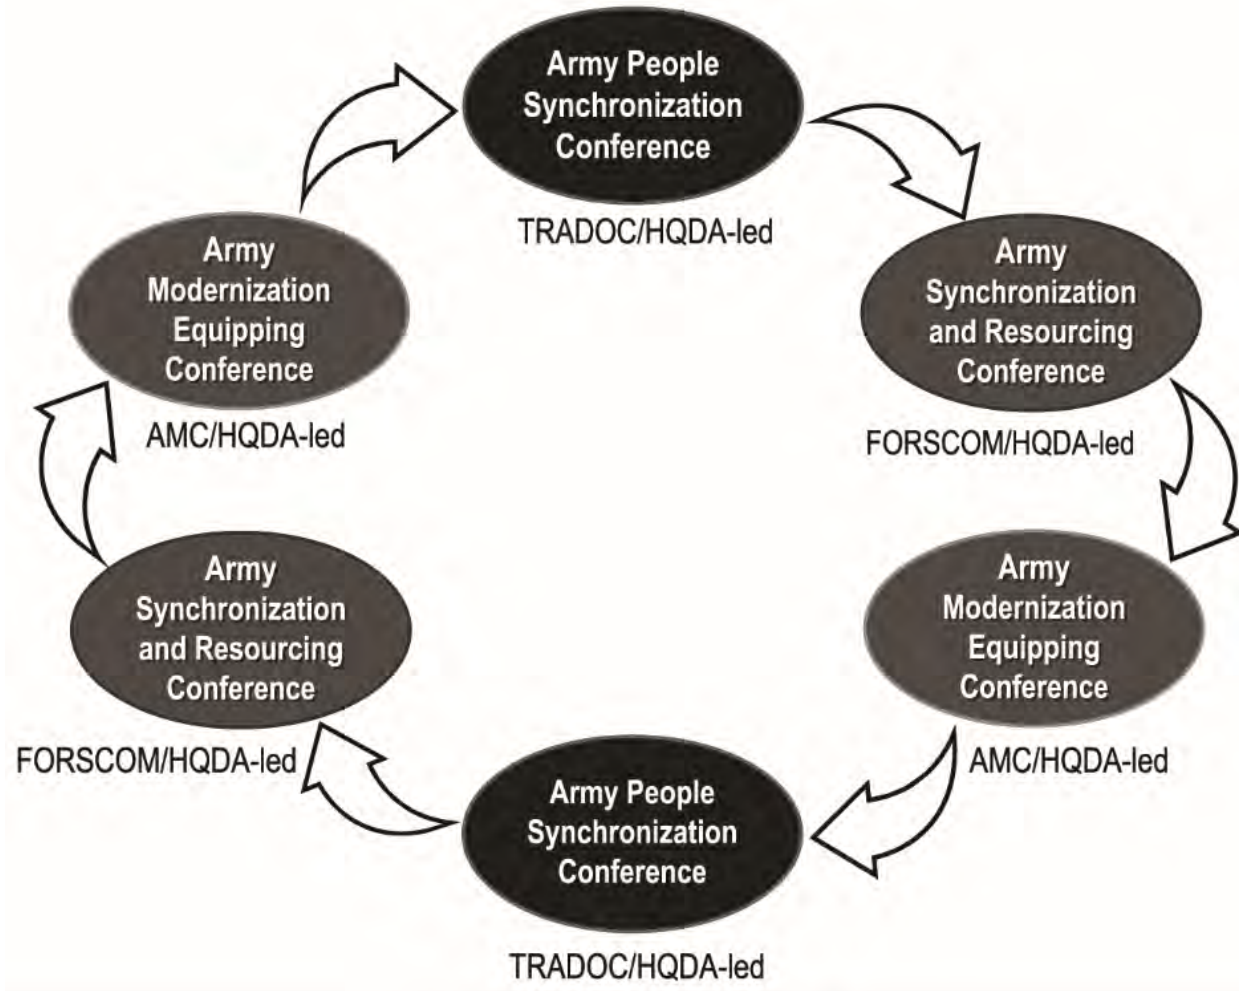 Army People
Synchronization
Conference
TRADOC/HQDA-led
Army
Synchronization
and Resourcing
Conference
FORSCOM/HQDA-led
Army
Modernization
Equipping
Conference
AMC/HQDA-led
Army People
Synchronization
Conference
TRADOC/HQDA-led
Army
Synchronization
and Resourcing
Conference
FORSCOM/HQDA-led
Army
Modernization
Equipping
Conference
AMC/HQDA-led